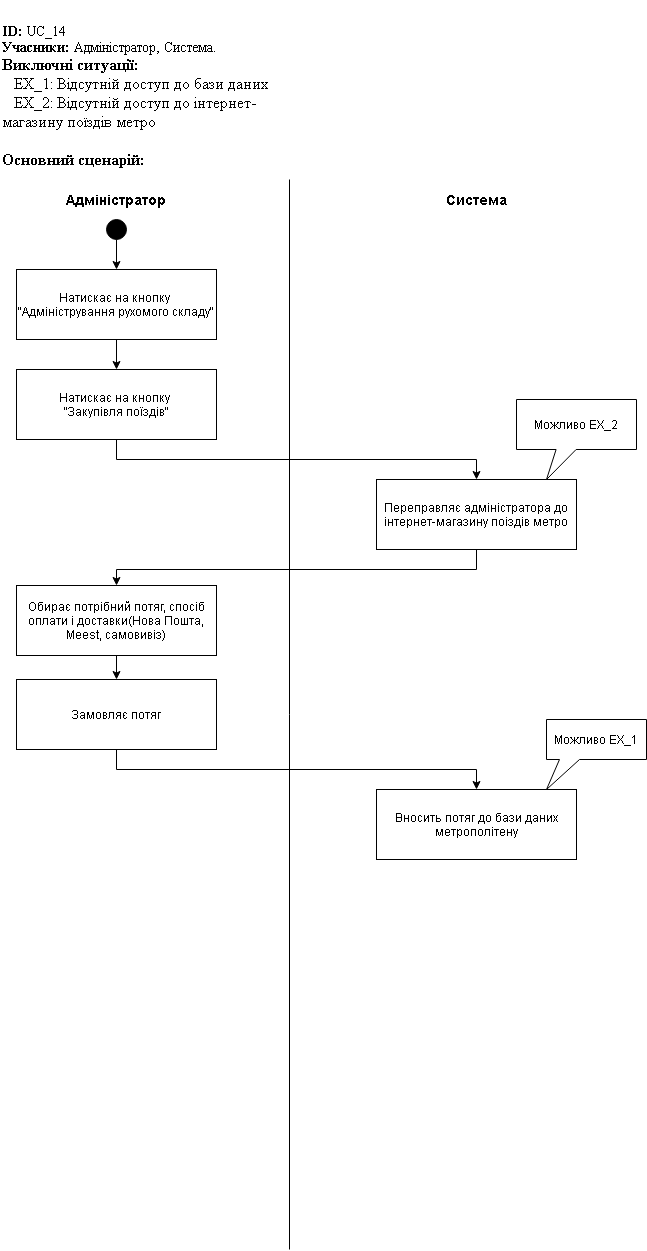 ID: UC_14
Учасники: Адміністратор, Система.
Виключні ситуації:
EX_1: Відсутній доступ до бази даних
EX_2: Відсутній доступ до інтернет-
магазину поїздів метро
Основний сценарій:
Адміністратор
Система
Натискає на кнопку
"Адміністрування рухомого складу"
Натискає на кнопку
"Закупівля поїздів"
Можливо EX_2
Переправляє адміністратора до
інтернет-магазину поїздів метро
Обирає потрібний потяг, спосіб
оплати і доставки(Нова Пошта,
Meest, самовивіз)
Замовляє потяг
Можливо EX_1
Вносить потяг до бази даних
метрополітену